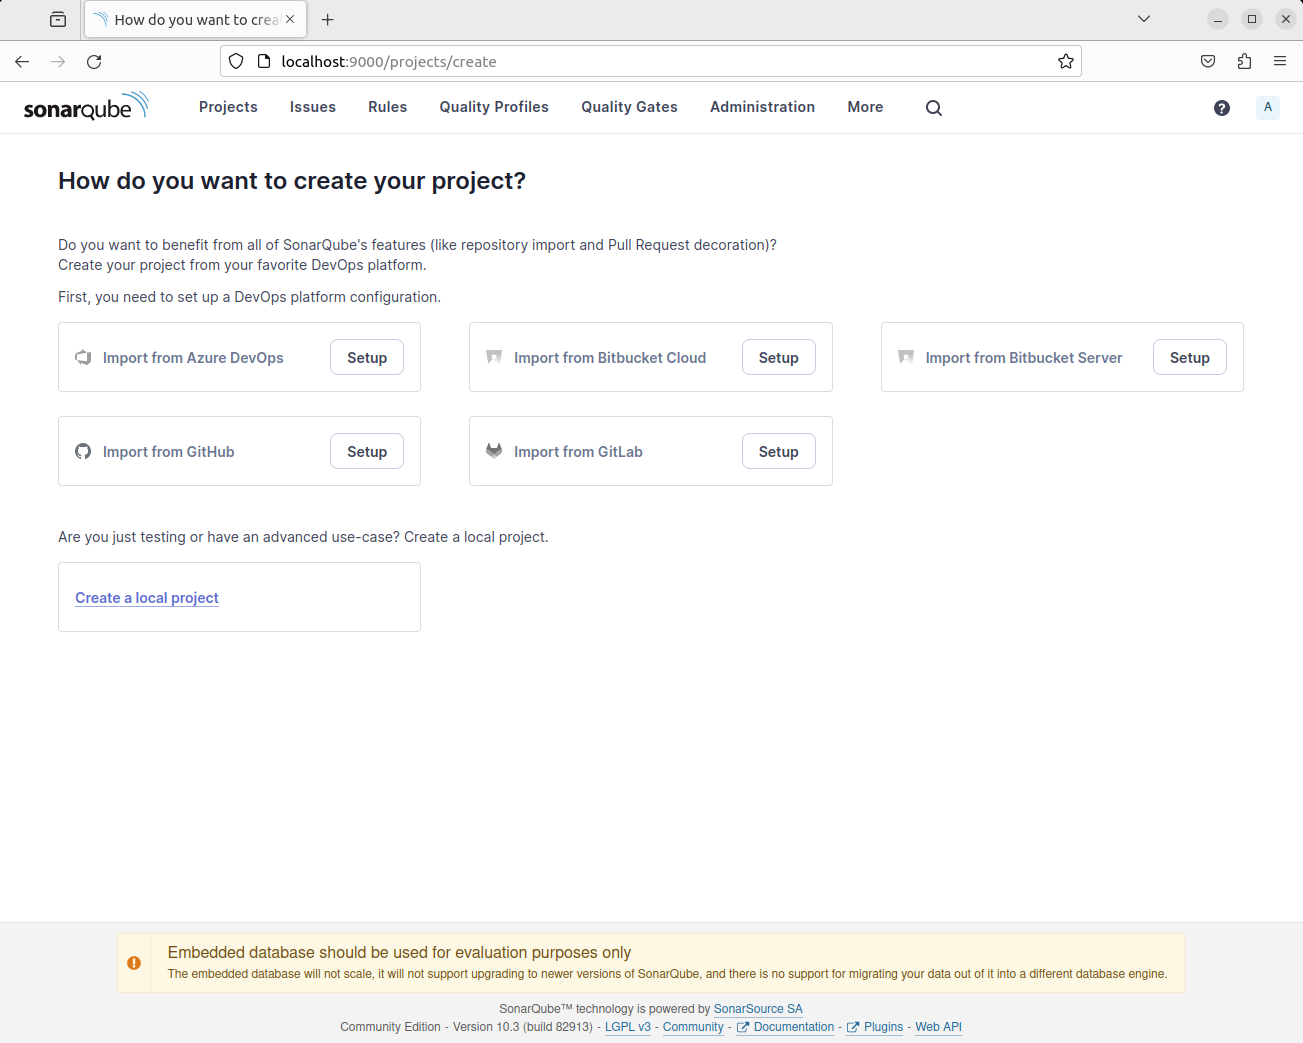 How do you want to crea
localhost:9000/projects/create
sonarqube
Projects
Issues
Rules
Quality Profiles
Quality Gates
Administration
More
?
A
How do you want to create your project?
Do you want to benefit from all of SonarQube's features (like repository import and Pull Request decoration)?
Create your project from your favorite DevOps platform.
First, you need to set up a DevOps platform configuration.
Import from Azure DevOps
Setup
Import from Bitbucket Cloud
Setup
Import from Bitbucket Server
Setup
Import from GitHub
Setup
Import from GitLab
Setup
Are you just testing or have an advanced use-case? Create a local project.
Create a local project
Embedded database should be used for evaluation purposes only
The embedded database will not scale, it will not support upgrading to newer versions of SonarQube, and there is no support for migrating your data out of it into a different database engine.
SonarQube™ technology is powered by SonarSource SA
Community Edition - Version 10.3 (build 82913) - LGPL v3 - Community - Documentation - Plugins - Web API